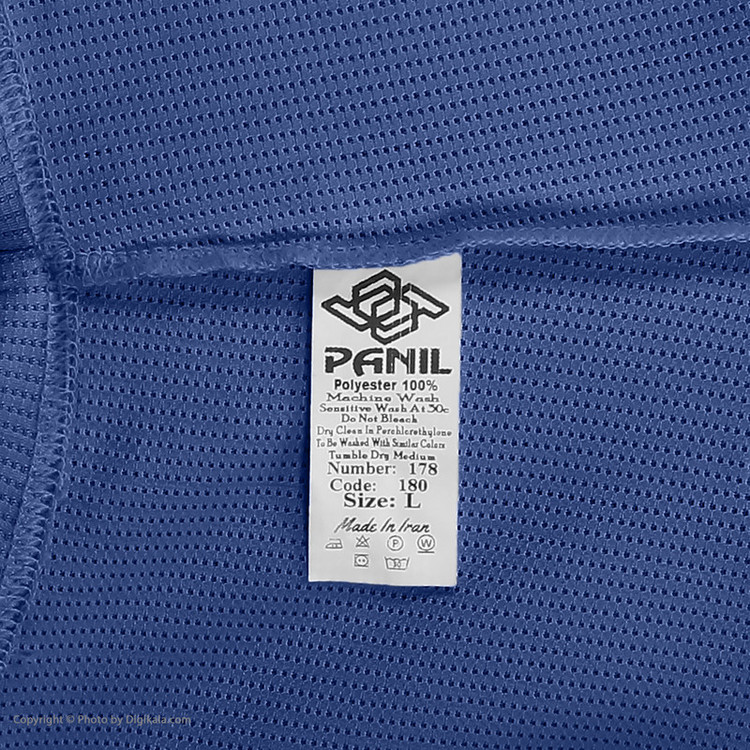 PANIL
Polyester 100%
Machine Wash
Sensitive Wash At 30c
Do Not Bleach
Dry Clean In Perchlorethylone
To Be Washed With Similar Colors
Tumble Dry Medium
Number: 178
Code: 180
Size: L
Made In Iran
P W
Copyright © Photo by Digikala.com